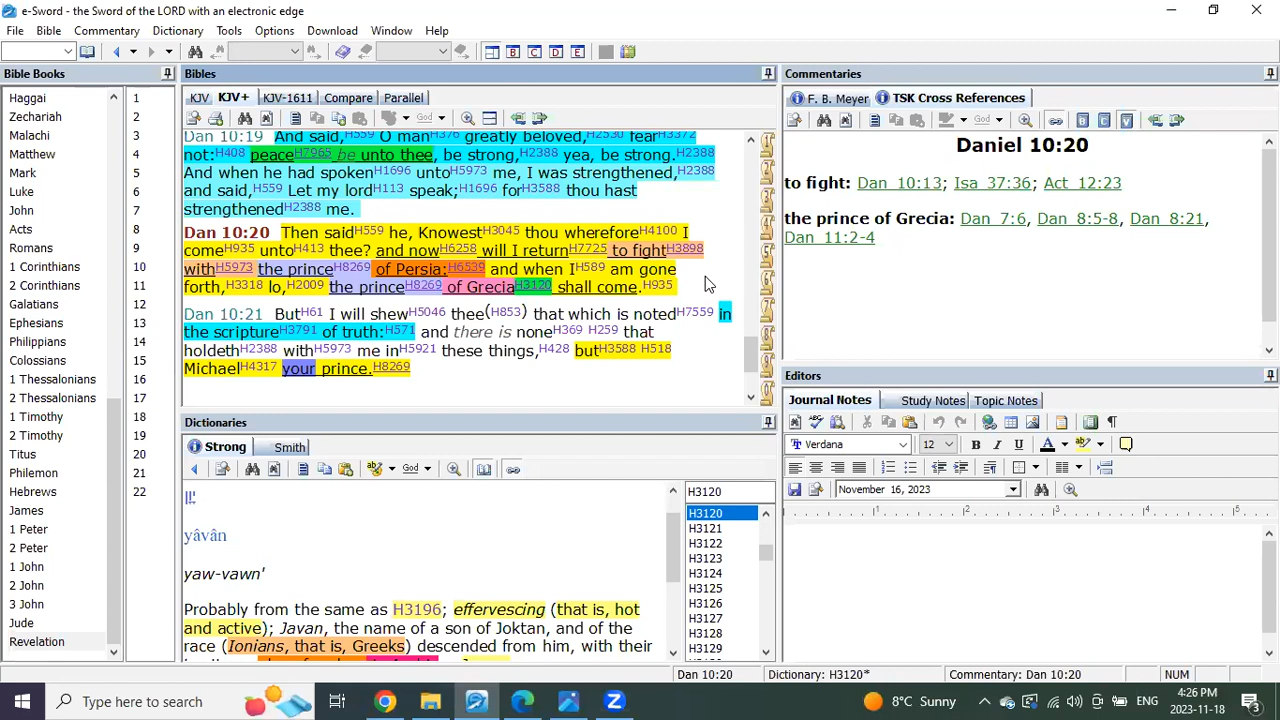 e-Sword - the Sword of the LORD with an electronic edge
File Bible Commentary Dictionary Tools Options Download Window Help
B C D E
Bible Books
Haggai
Zechariah
Malachi
Matthew
Mark
Luke
John
Acts
Romans
1 Corinthians
2 Corinthians
Galatians
Ephesians
Philippians
Colossians
1 Thessalonians
2 Thessalonians
1 Timothy
2 Timothy
Titus
Philemon
Hebrews
James
1 Peter
2 Peter
1 John
2 John
3 John
Jude
Revelation
1
2
3
4
5
6
7
8
9
10
11
12
13
14
15
16
17
18
19
20
21
22
Bibles
KJV KJV+ KJV-1611 Compare Parallel
God
Dan 10:19 And said,H559 O manH376 greatly beloved,H2530 fearH3372
not:H408 peaceH7965 be unto thee, be strong,H2388 yea, be strong.H2388
And when he had spokenH1696 untoH5973 me, I was strengthened,H2388
and said,H559 Let my lordH113 speak;H1696 forH3588 thou hast
strengthenedH2388 me.
Dan 10:20 Then saidH559 he, KnowestH3045 thou whereforeH4100 I
comeH935 untoH413 thee? and nowH6258 will I returnH7725 to fightH3898
withH5973 the princeH8269 of Persia:H6539 and when IH589 am gone
forth,H3318 lo,H2009 the princeH8269 of GreciaH3120 shall come.H935
Dan 10:21 ButH61 I will shewH5046 thee(H853) that which is notedH7559 in
the scriptureH3791 of truth:H571 and there is noneH369 H259 that
holdethH2388 withH5973 me inH5921 these things,H428 butH3588 H518
MichaelH4317 your prince.H8269
Dictionaries
Strong Smith
God
yâvân
yaw-vawn'
Probably from the same as H3196; effervescing (that is, hot
and active); Javan, the name of a son of Joktan, and of the
race (Ionians, that is, Greeks) descended from him, with their
H3120
H3120
H3121
H3122
H3123
H3124
H3125
H3126
H3127
H3128
H3129
Commentaries
F. B. Meyer TSK Cross References
God B C V
Daniel 10:20
to fight: Dan 10:13; Isa 37:36; Act 12:23
the prince of Grecia: Dan 7:6, Dan 8:5-8, Dan 8:21,
Dan 11:2-4
Editors
Journal Notes Study Notes Topic Notes
Verdana 12 B I U A
November 16, 2023
1 2 3 4 5
Dan 10:20 Dictionary: H3120* Commentary: Dan 10:20 NUM
Type here to search
8°C Sunny ENG
4:26 PM
2023-11-18
3